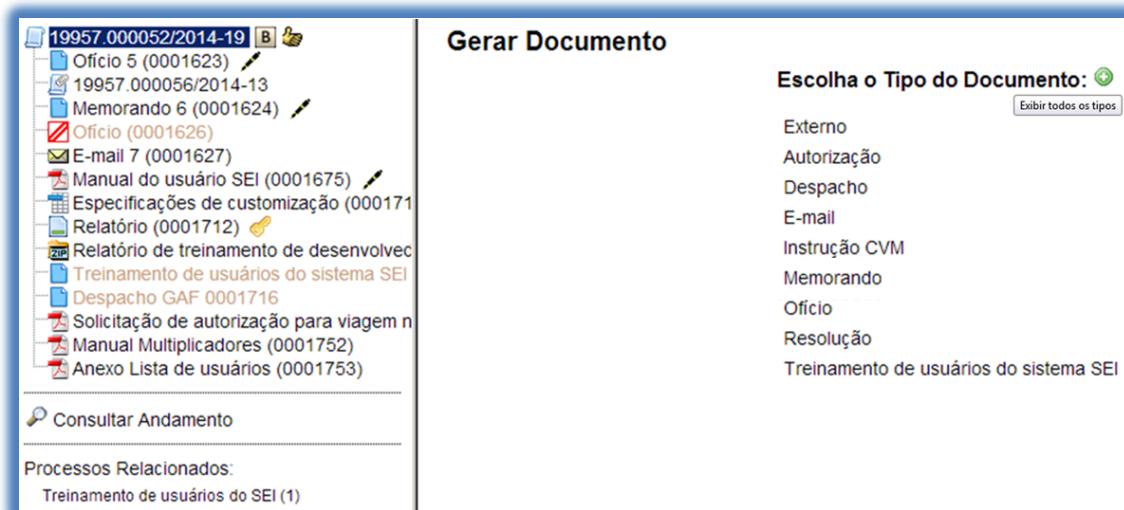 19957.000052/2014-19 B
Ofício 5 (0001623)
19957.000056/2014-13
Memorando 6 (0001624)
Ofício (0001626)
E-mail 7 (0001627)
Manual do usuário SEI (0001675)
Especificações de customização (000171
Relatório (0001712)
ZIP Relatório de treinamento de desenvolvec
Treinamento de usuários do sistema SEI
Despacho GAF 0001716
Solicitação de autorização para viagem n
Manual Multiplicadores (0001752)
Anexo Lista de usuários (0001753)
Consultar Andamento
Processos Relacionados:
Treinamento de usuários do SEI (1)
Gerar Documento
Escolha o Tipo do Documento:
Exibir todos os tipos
Externo
Autorização
Despacho
E-mail
Instrução CVM
Memorando
Ofício
Resolução
Treinamento de usuários do sistema SEI